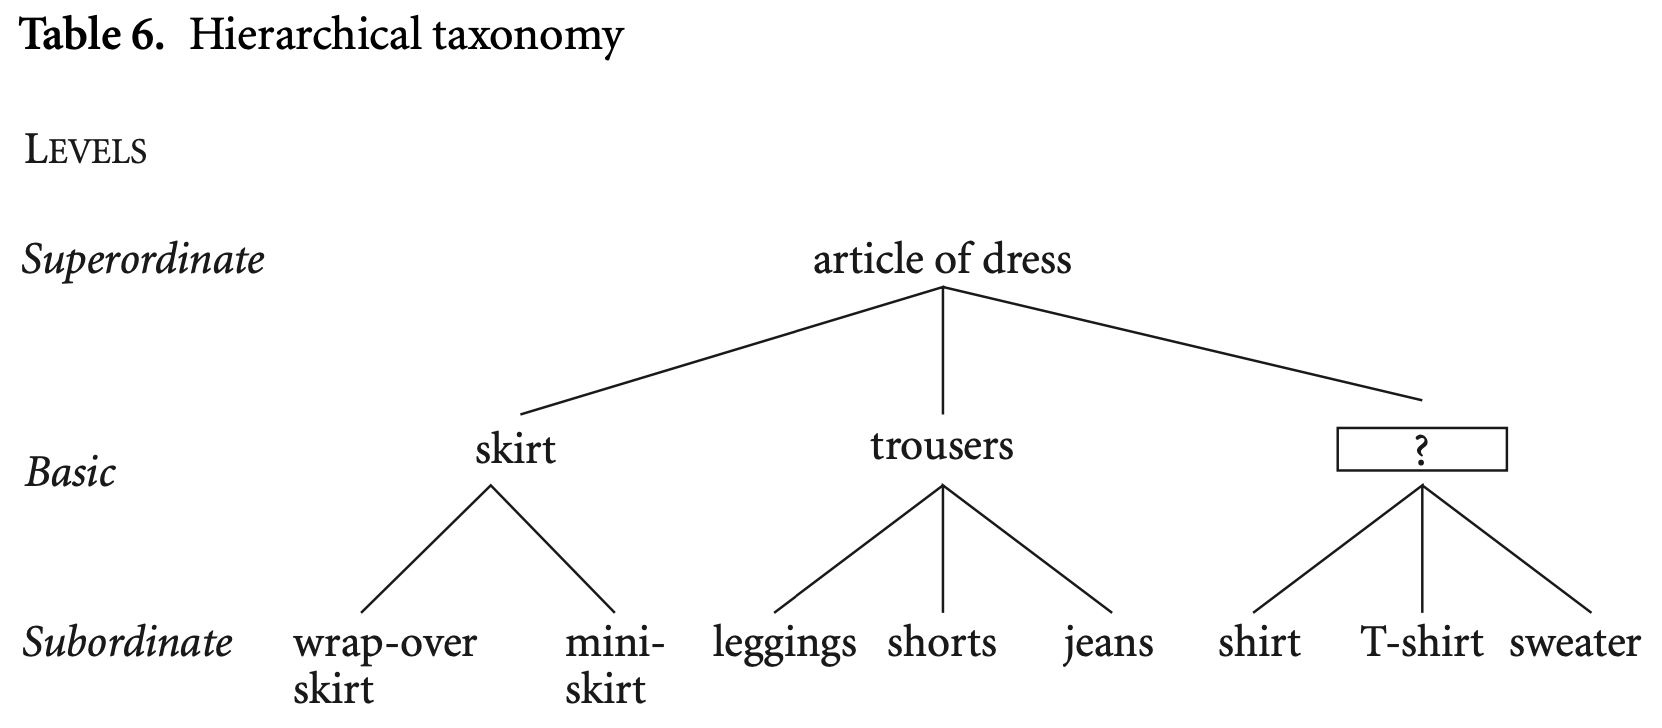 Table 6. Hierarchical taxonomy
LEVELS
Superordinate article of dress
Basic skirt trousers ?
Subordinate wrap-over mini- leggings shorts jeans shirt T-shirt sweater
skirt skirt